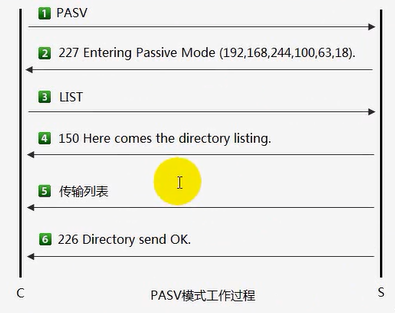 1 PASV
2 227 Entering Passive Mode (192,168,244,100,63,18).
3 LIST
4 150 Here comes the directory listing.
5 传输列表
6 226 Directory send OK.
C PASV模式工作过程 S